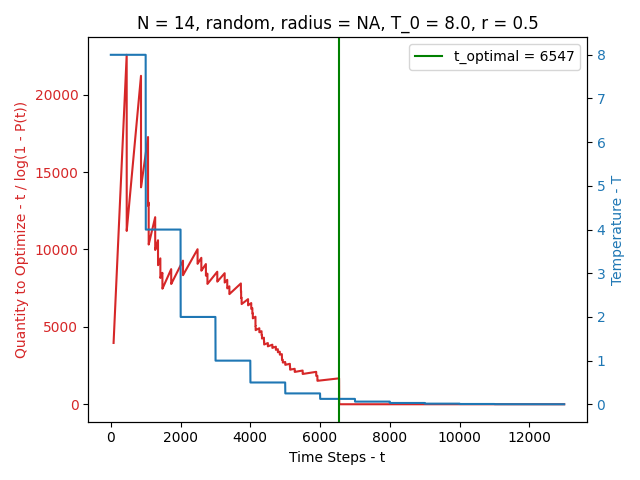 N = 14, random, radius = NA, T_0 = 8.0, r = 0.5
t_optimal = 6547
Quantity to Optimize - t / log(1 - P(t))
20000
15000
10000
5000
0
8
7
6
5
4
3
2
1
0
Temperature - T
0 2000 4000 6000 8000 10000 12000
Time Steps - t